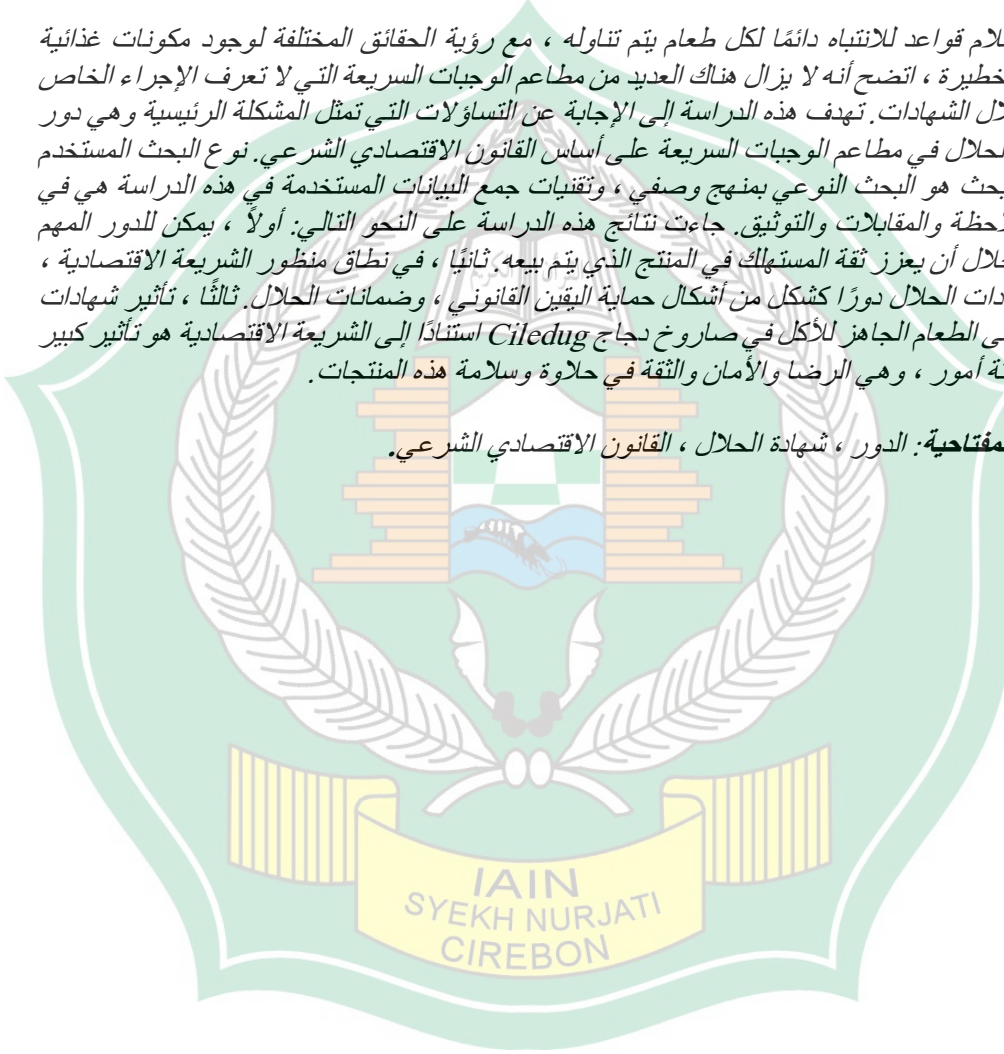 لام قواعد للانتباه دائمًا لكل طعام يتم تناوله ، مع رؤية الحقائق المختلفة لوجود مكونات غذائية
خطيرة ، اتضح أنه لا يزال هناك العديد من مطاعم الوجبات السريعة التي لا تعرف الإجراء الخاص
لال الشهادات. تهدف هذه الدراسة إلى الإجابة عن التساؤلات التي تمثل المشكلة الرئيسية وهي دور
لحلال في مطاعم الوجبات السريعة على أساس القانون الاقتصادي الشرعي. نوع البحث المستخدم
بحث هو البحث النوعي بمنهج وصفي ، وتقنيات جمع البيانات المستخدمة في هذه الدراسة هي في
لاحظة والمقابلات والتوثيق. جاءت نتائج هذه الدراسة على النحو التالي: أولاً ، يمكن للدور المهم
حلال أن يعزز ثقة المستهلك في المنتج الذي يتم بيعه. ثانيًا ، في نطاق منظور الشريعة الاقتصادية ،
ادات الحلال دورًا كشكل من أشكال حماية اليقين القانوني ، وضمانات الحلال. ثالثًا ، تأثير شهادات
ى الطعام الجاهز للأكل في صاروخ دجاج Ciledug استنادًا إلى الشريعة الاقتصادية هو تأثير كبير
ثة أمور ، وهي الرضا والأمان والثقة في حلاوة وسلامة هذه المنتجات.
لمفتاحية: الدور ، شهادة الحلال ، القانون الاقتصادي الشرعي.
IAIN
SYEKH NURJATI
CIREBON